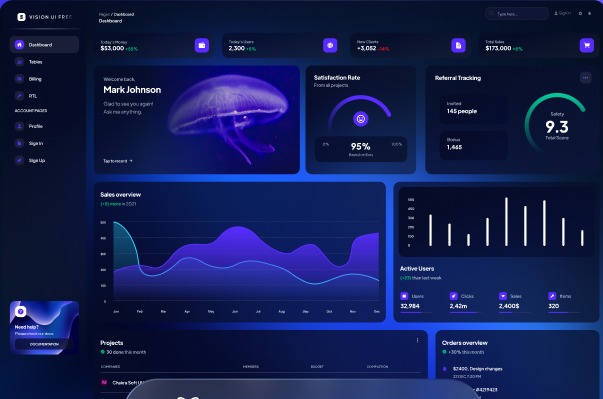 VISION UI FREE
Dashboard
Tables
Billing
RTL
ACCOUNT PAGES
Profile
Sign In
Sign Up
Need help?
Please check our docs
DOCUMENTATION
Pages / Dashboard
Dashboard
Type here...
Sign In
Today's Money
$53,000 +55%
Today's Users
2,300 +5%
New Clients
+3,052 -14%
Total Sales
$173,000 +8%
Welcome back,
Mark Johnson
Glad to see you again!
Ask me anything.
Tap to record
Satisfaction Rate
From all projects
0%
95%
100%
Based on likes
Referral Tracking
Invited
145 people
Bonus
1,465
Safety
9.3
Total Score
Sales overview
(+5) more in 2021
500
400
300
200
100
0
Jan Feb Mar Apr May Jun Jul Aug Sep Oct Nov Dec
500
400
300
200
100
0
Active Users
(+23) than last week
Users
32,984
Clicks
2,42m
Sales
2,400$
Items
320
Projects
30 done this month
COMPANIES MEMBERS BUDGET COMPLETION
Chakra Soft UI
Orders overview
+30% this month
$2400, Design changes
22 DEC 7:20 PM
#4219423